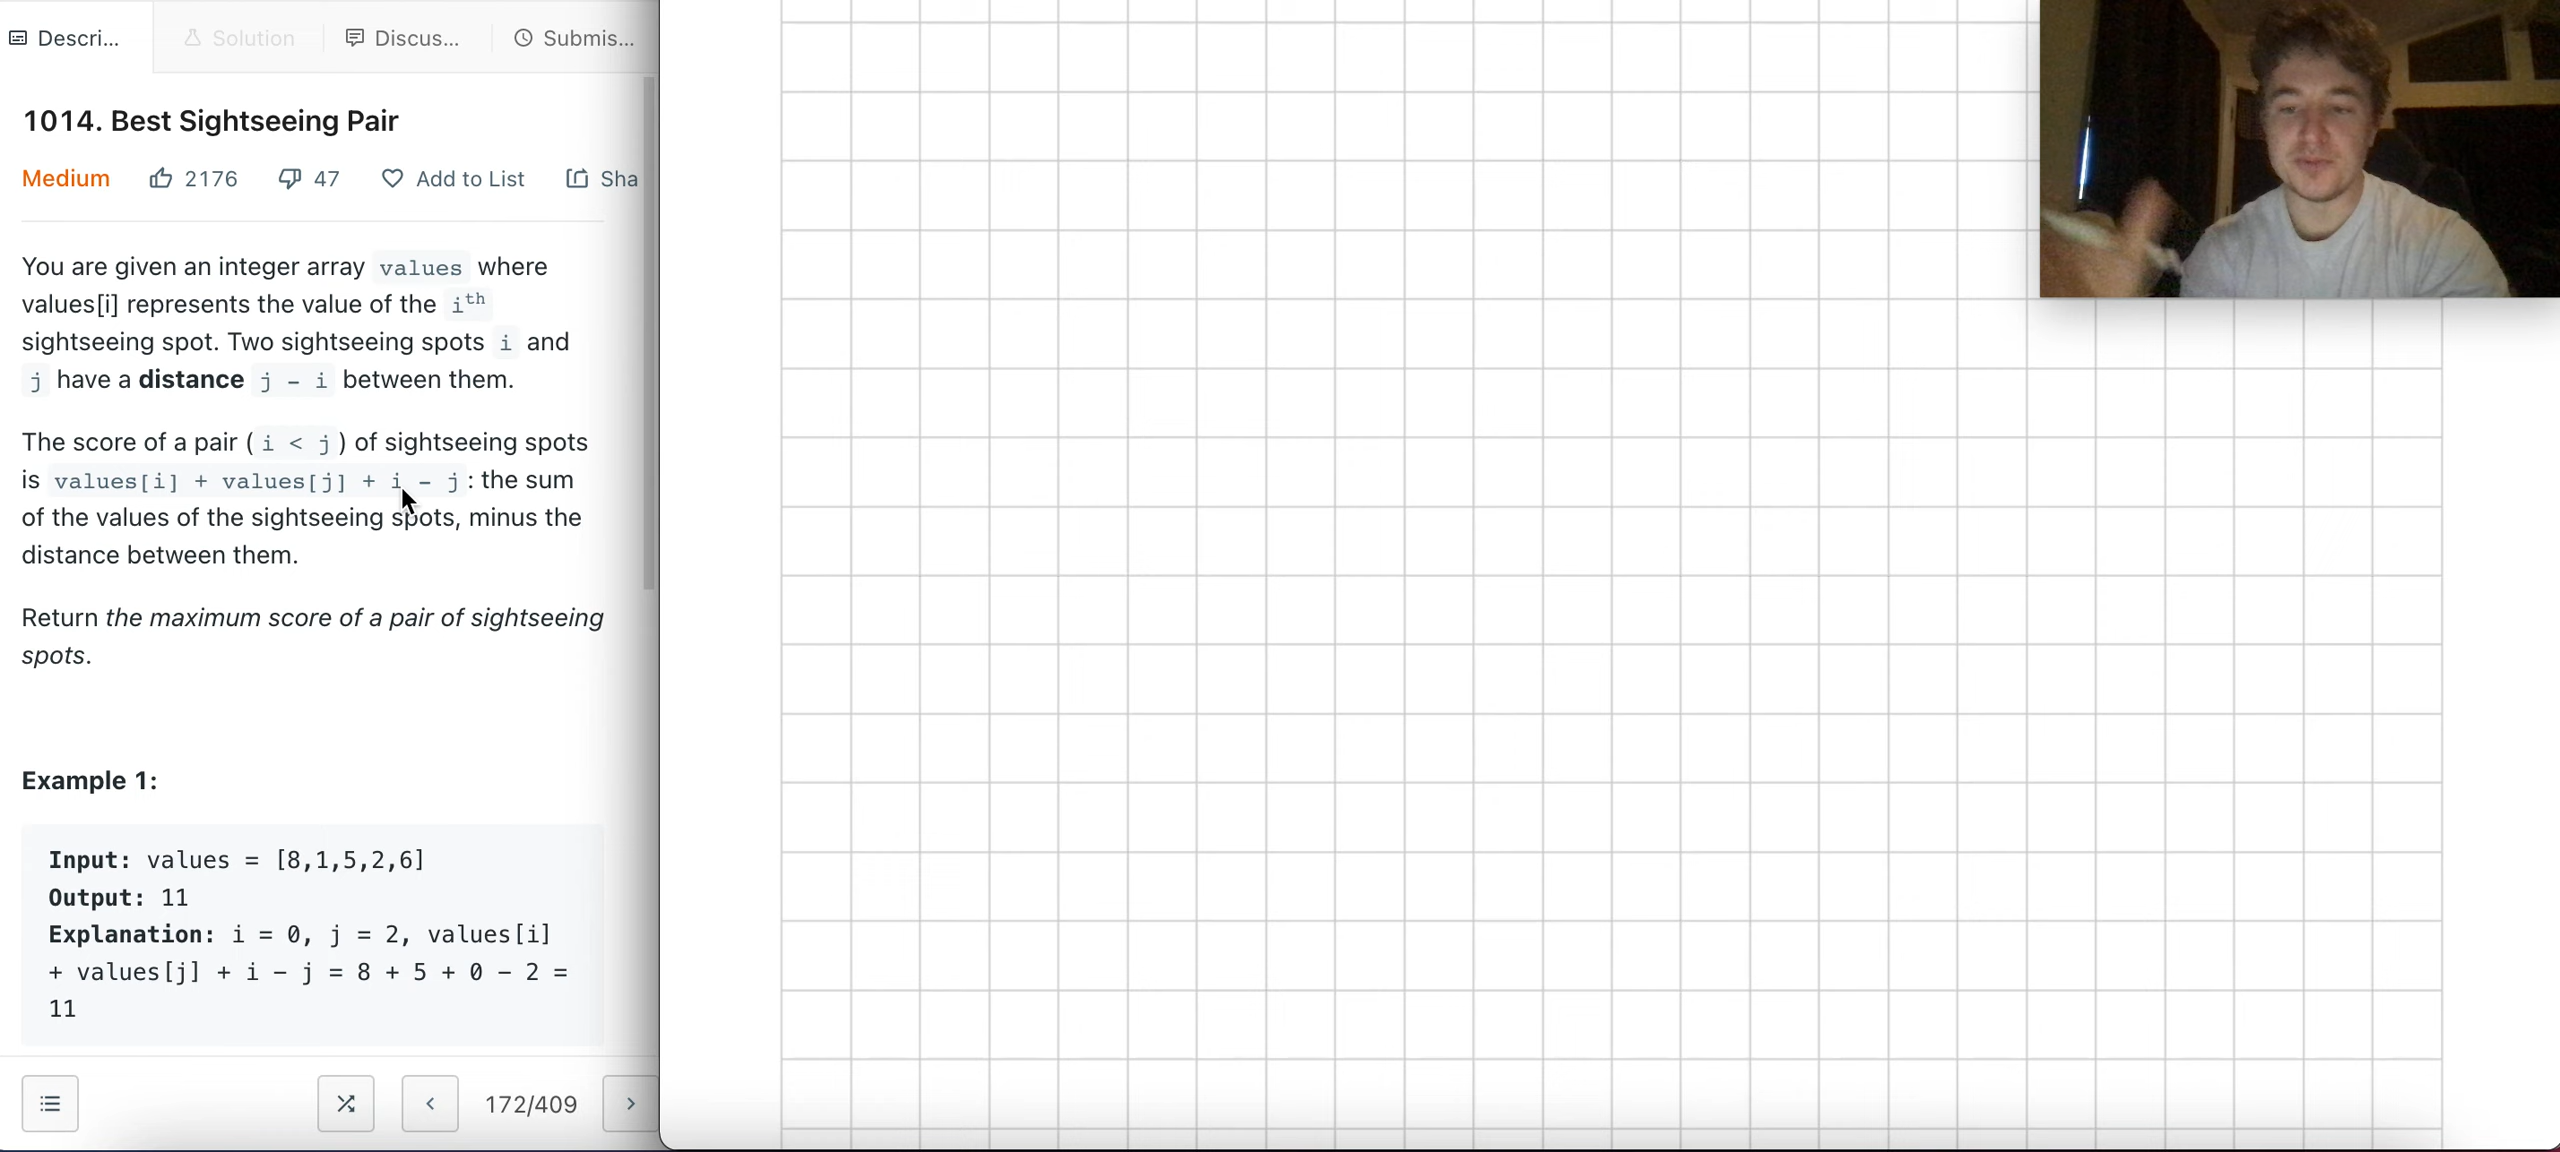 Descri... Solution Discus... Submis...
1014. Best Sightseeing Pair
Medium 2176 47 Add to List Sha
You are given an integer array values where
values[i] represents the value of the ith
sightseeing spot. Two sightseeing spots i and
j have a distance j - i between them.
The score of a pair (i < j) of sightseeing spots
is values[i] + values[j] + i - j: the sum
of the values of the sightseeing spots, minus the
distance between them.
Return the maximum score of a pair of sightseeing
spots.
Example 1:
Input: values = [8,1,5,2,6]
Output: 11
Explanation: i = 0, j = 2, values[i]
+ values[j] + i - j = 8 + 5 + 0 - 2 =
11
172/409